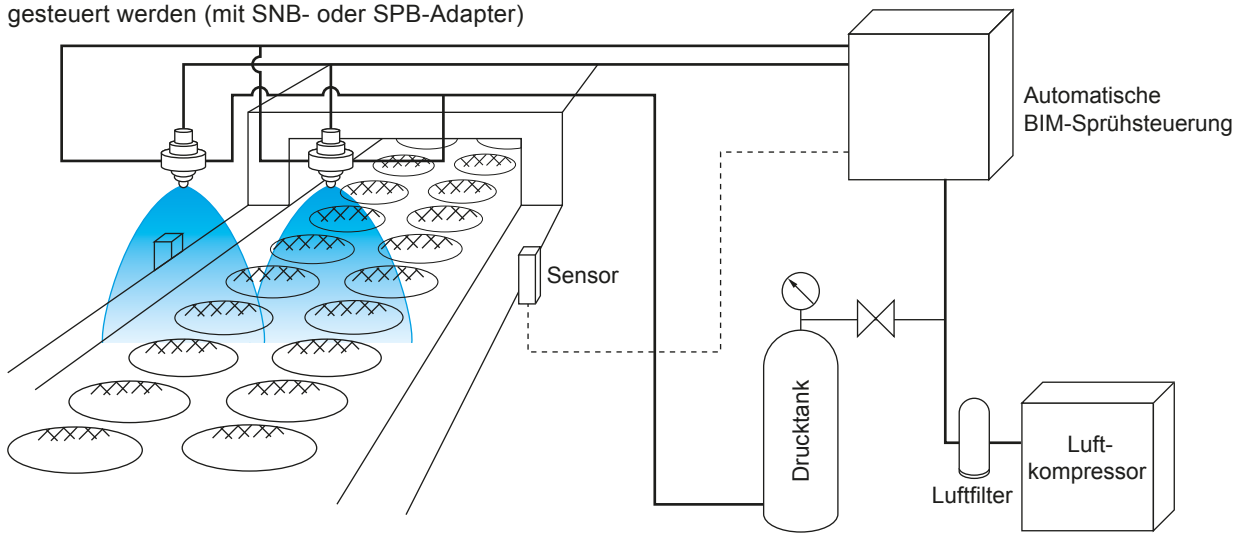 gesteuert werden (mit SNB- oder SPB-Adapter)
Automatische
BIM-Sprühsteuerung
Sensor
Drucktank
Luftfilter
Luft-
kompressor